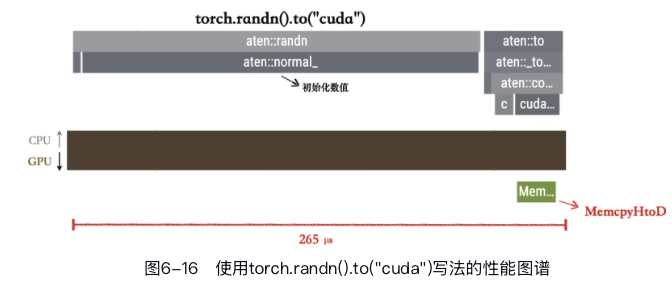 torch.randn().to("cuda")
aten::randn
aten::to
aten::normal_
aten::_to...
初始化数值
aten::co...
c
cuda...
CPU
GPU
Mem...
MemcpyHtoD
265 μs
图6-16 使用torch.randn().to("cuda")写法的性能图谱